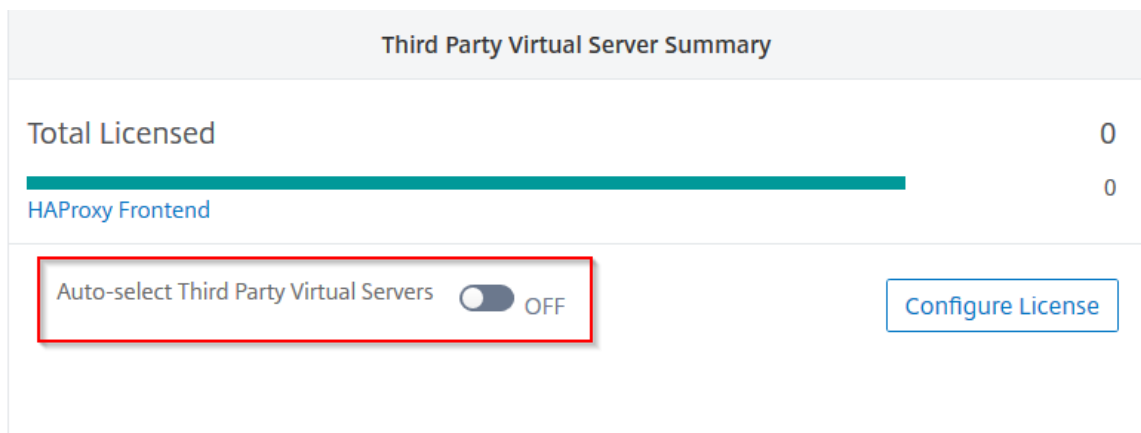 Third Party Virtual Server Summary
Total Licensed 0
0
HAProxy Frontend
Auto-select Third Party Virtual Servers OFF
Configure License